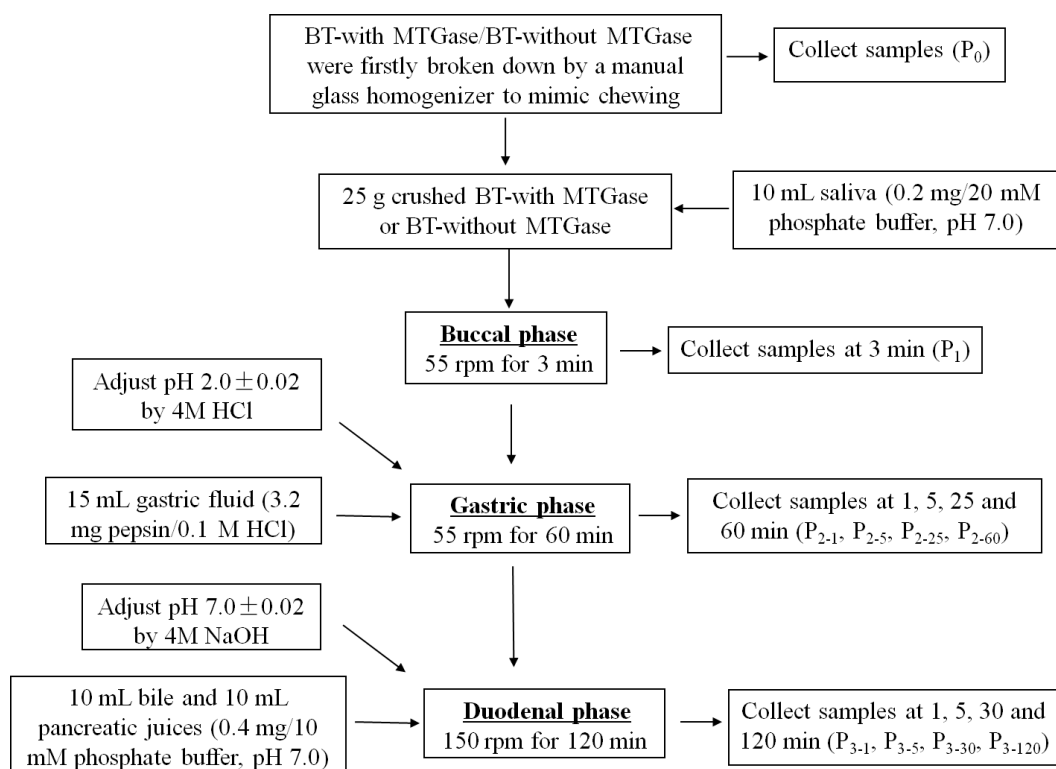 BT-with MTGase/BT-without MTGase
were firstly broken down by a manual
glass homogenizer to mimic chewing
Collect samples (P₀)
25 g crushed BT-with MTGase
or BT-without MTGase
10 mL saliva (0.2 mg/20 mM
phosphate buffer, pH 7.0)
Buccal phase
55 rpm for 3 min
Collect samples at 3 min (P₁)
Adjust pH 2.0±0.02
by 4M HCl
15 mL gastric fluid (3.2
mg pepsin/0.1 M HCl)
Gastric phase
55 rpm for 60 min
Collect samples at 1, 5, 25 and
60 min (P₂₋₁, P₂₋₅, P₂₋₂₅, P₂₋₆₀)
Adjust pH 7.0±0.02
by 4M NaOH
10 mL bile and 10 mL
pancreatic juices (0.4 mg/10
mM phosphate buffer, pH 7.0)
Duodenal phase
150 rpm for 120 min
Collect samples at 1, 5, 30 and
120 min (P₃₋₁, P₃₋₅, P₃₋₃₀, P₃₋₁₂₀)